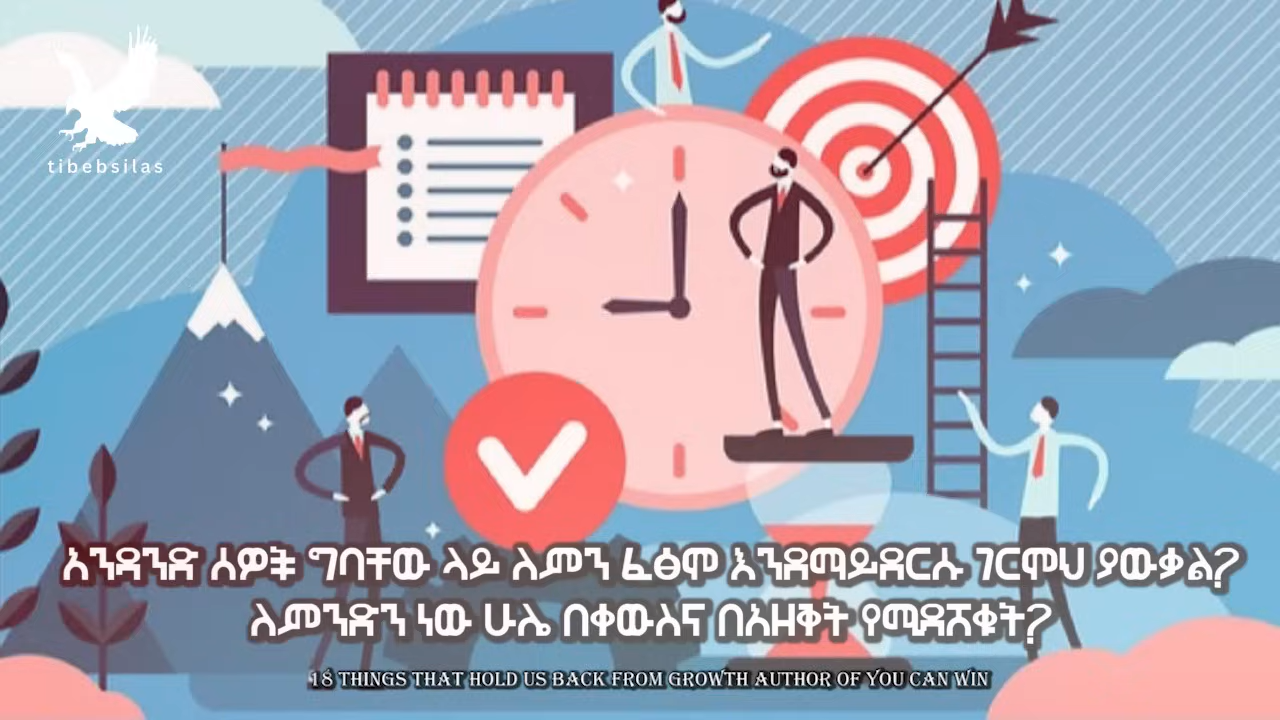 tibebsilas
አንዳንድ ሰዎች ግባቸው ላይ ለምን ፈፅሞ እንደማይደርሱ ገርሞህ ያውቃል?
ለምንድን ነው ሁሌ በቀውስና በአዘቅት የሚዳሸቁት?
18 THINGS THAT HOLD US BACK FROM GROWTH AUTHOR OF YOU CAN WIN